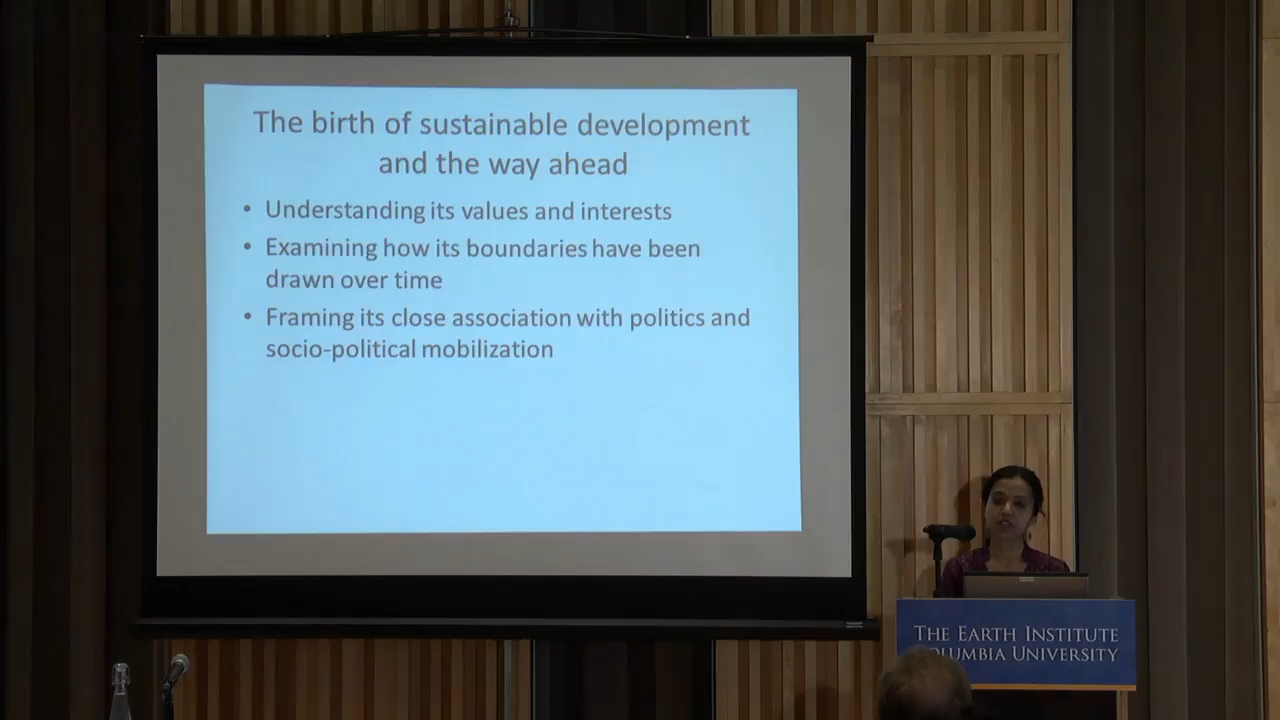 The birth of sustainable development
and the way ahead
• Understanding its values and interests
• Examining how its boundaries have been
drawn over time
• Framing its close association with politics and
socio-political mobilization
THE EARTH INSTITUTE
COLUMBIA UNIVERSITY